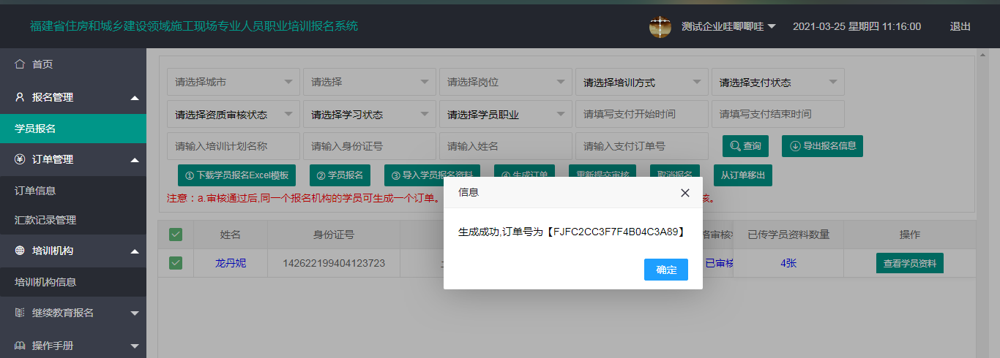 福建省住房和城乡建设领域施工现场专业人员职业培训报名系统
测试企业哇唧唧哇 2021-03-25 星期四 11:16:00 退出
首页
报名管理
学员报名
订单管理
订单信息
汇款记录管理
培训机构
培训机构信息
继续教育报名
操作手册
请选择城市 请选择 请选择岗位 请选择培训方式 请选择支付状态
请选择资质审核状态 请选择学习状态 请选择学员职业 请填写支付开始时间 请填写支付结束时间
请输入培训计划名称 请输入身份证号 请输入姓名 请输入支付订单号 查询 导出报名信息
① 下载学员报名Excel模板 ② 学员报名 ③ 导入学员报名资料 ④ 生成订单 重新提交审核 取消报名 从订单移出
注意：a.审核通过后,同一个报名机构的学员可生成一个订单。 核。
信息
生成成功,订单号为【FJFC2CC3F7F4B04C3A89】
确定
姓名 身份证号 格审核 已传学员资料数量 操作
龙丹妮 142622199404123723 已审核 4张 查看学员资料